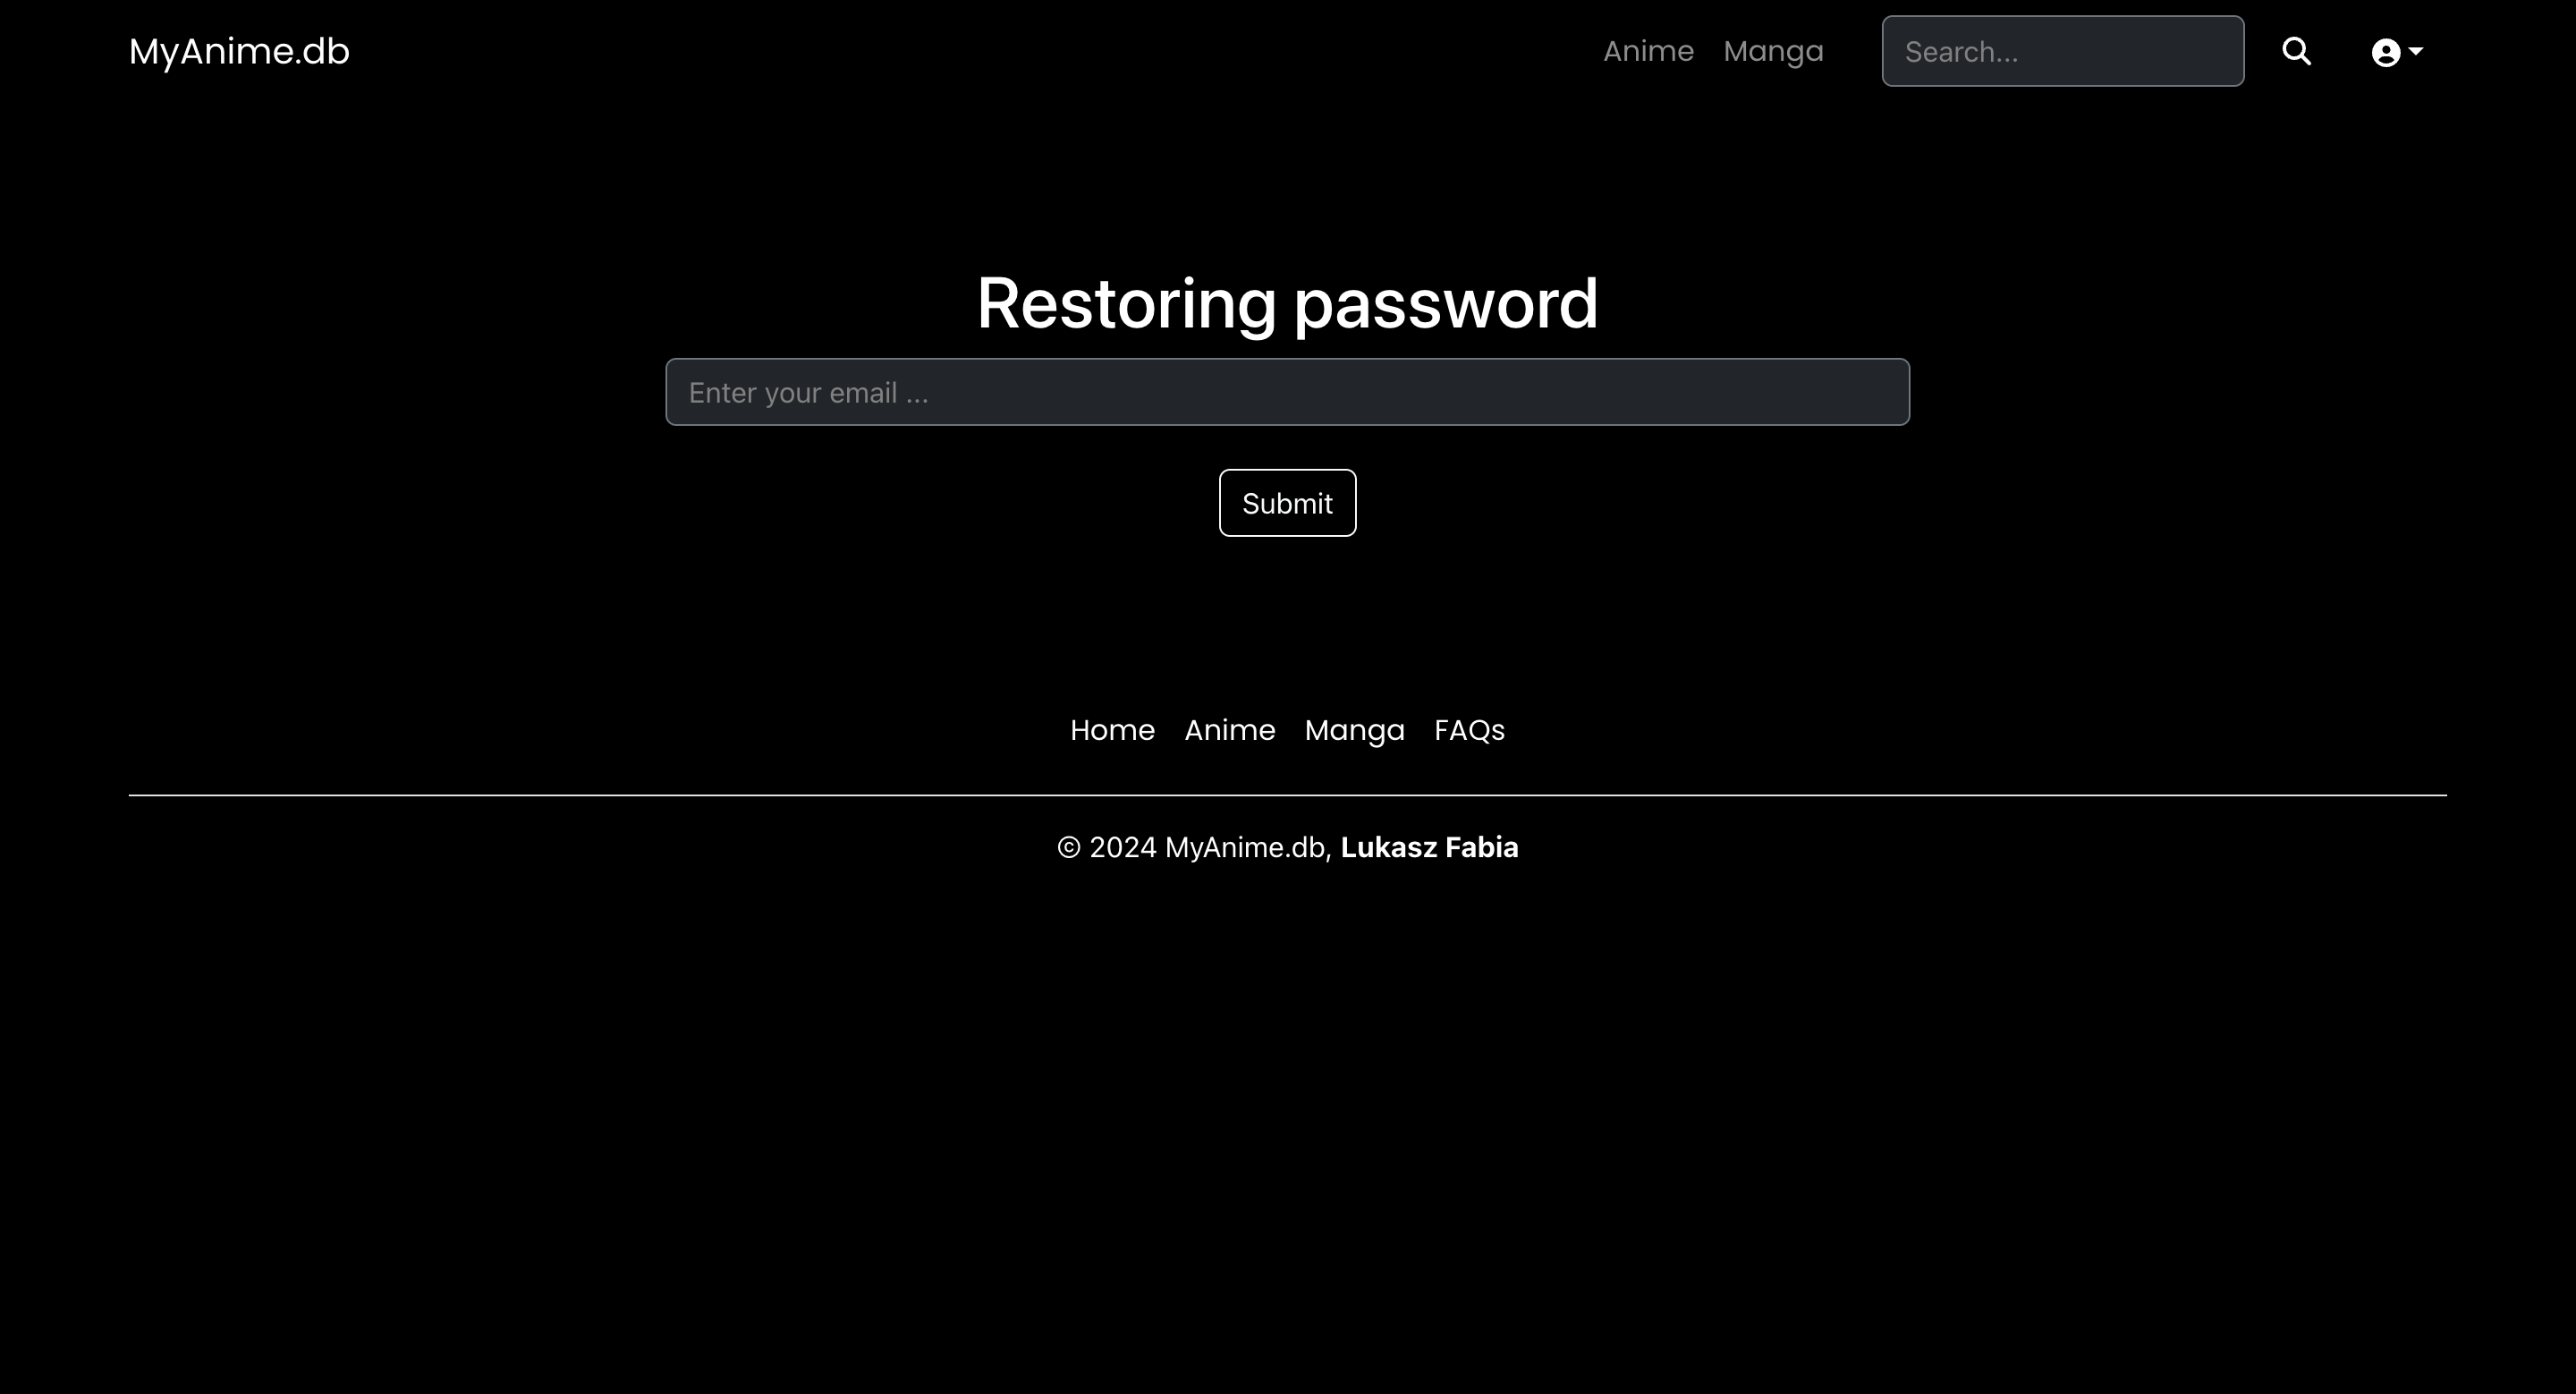 MyAnime.db Anime Manga Search...
Restoring password
Enter your email ...
Submit
Home Anime Manga FAQs
© 2024 MyAnime.db, Lukasz Fabia